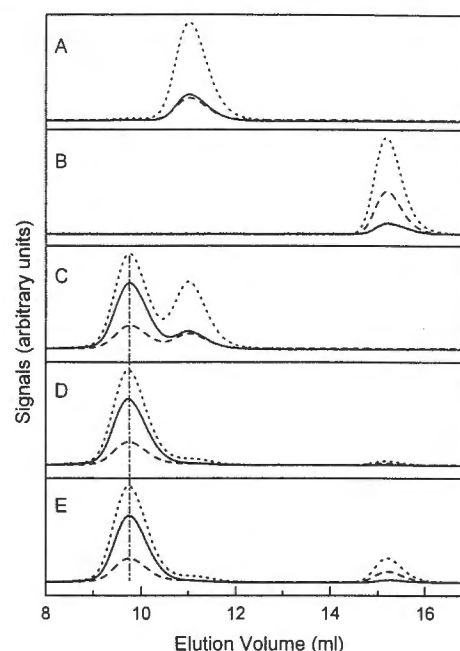 A
B
C
D
E
Signals (arbitrary units)
8 10 12 14 16
Elution Volume (ml)